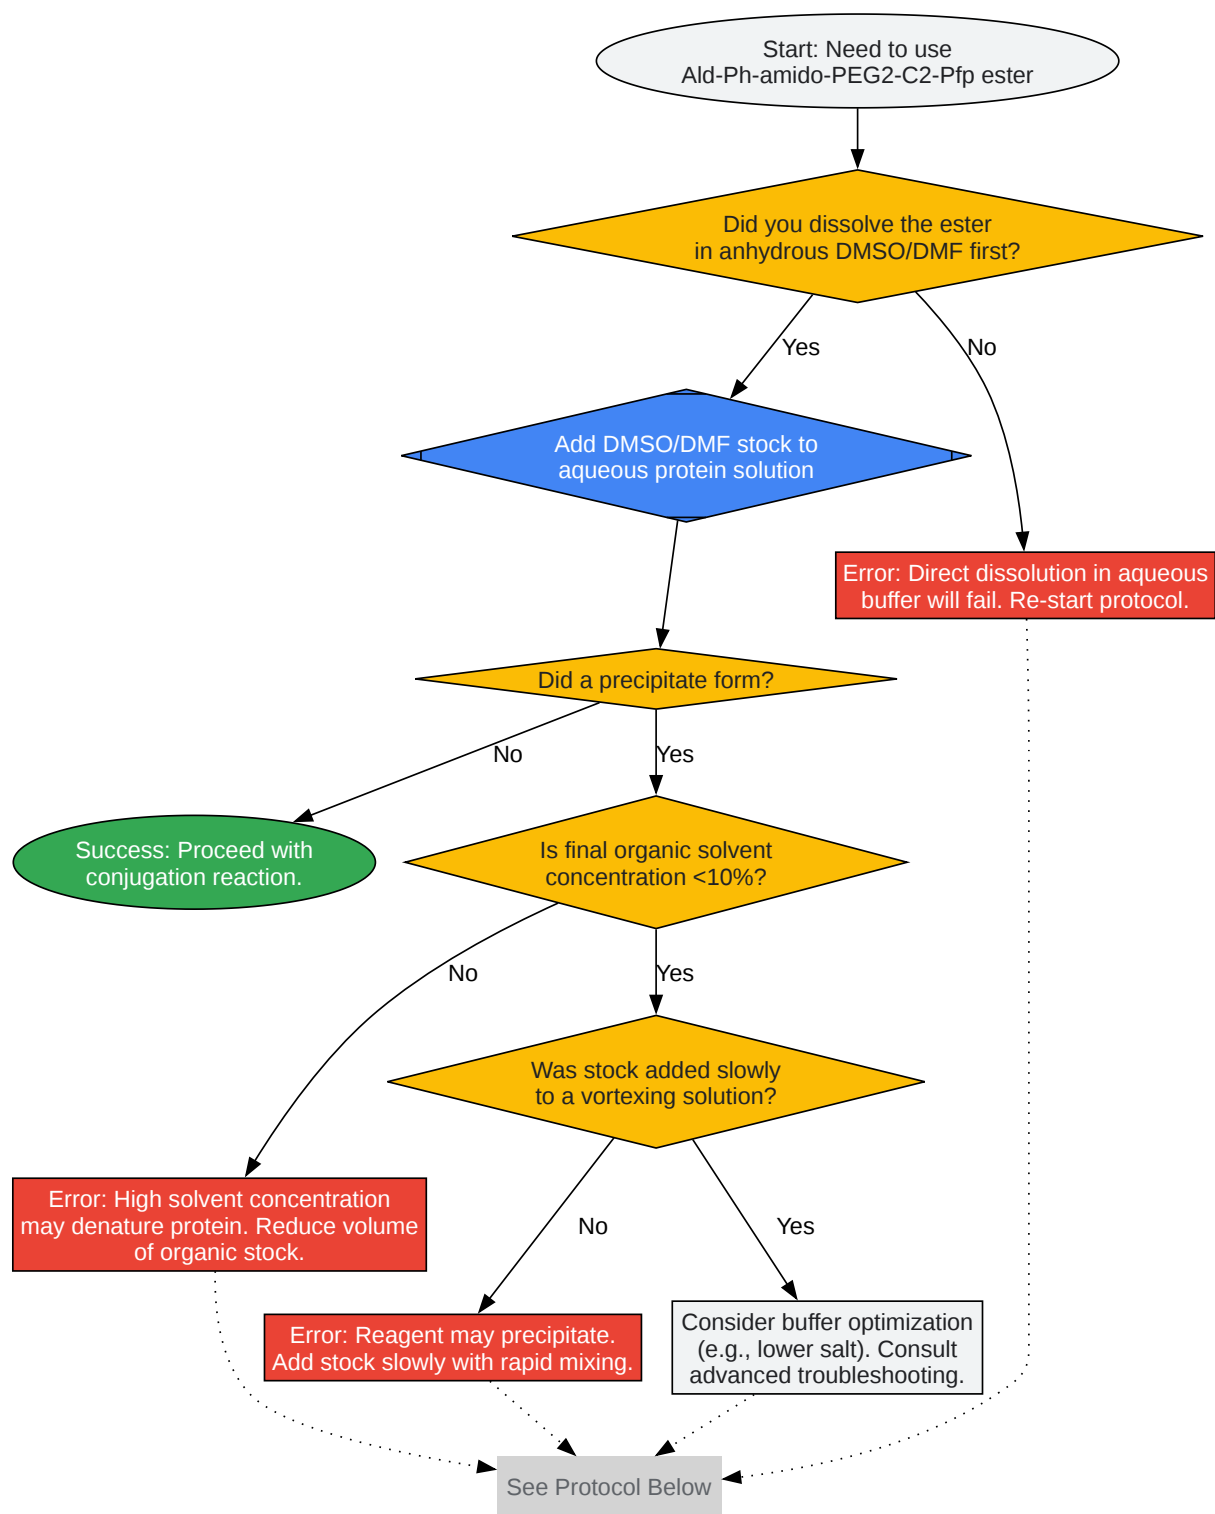 Start: Need to use
Ald-Ph-amido-PEG2-C2-Pfp ester
Did you dissolve the ester
in anhydrous DMSO/DMF first?
Yes
No
Add DMSO/DMF stock to
aqueous protein solution
Error: Direct dissolution in aqueous
buffer will fail. Re-start protocol.
Did a precipitate form?
No
Yes
Success: Proceed with
conjugation reaction.
Is final organic solvent
concentration <10%?
No
Yes
Was stock added slowly
to a vortexing solution?
Error: High solvent concentration
may denature protein. Reduce volume
of organic stock.
No
Yes
Error: Reagent may precipitate.
Add stock slowly with rapid mixing.
Consider buffer optimization
(e.g., lower salt). Consult
advanced troubleshooting.
See Protocol Below